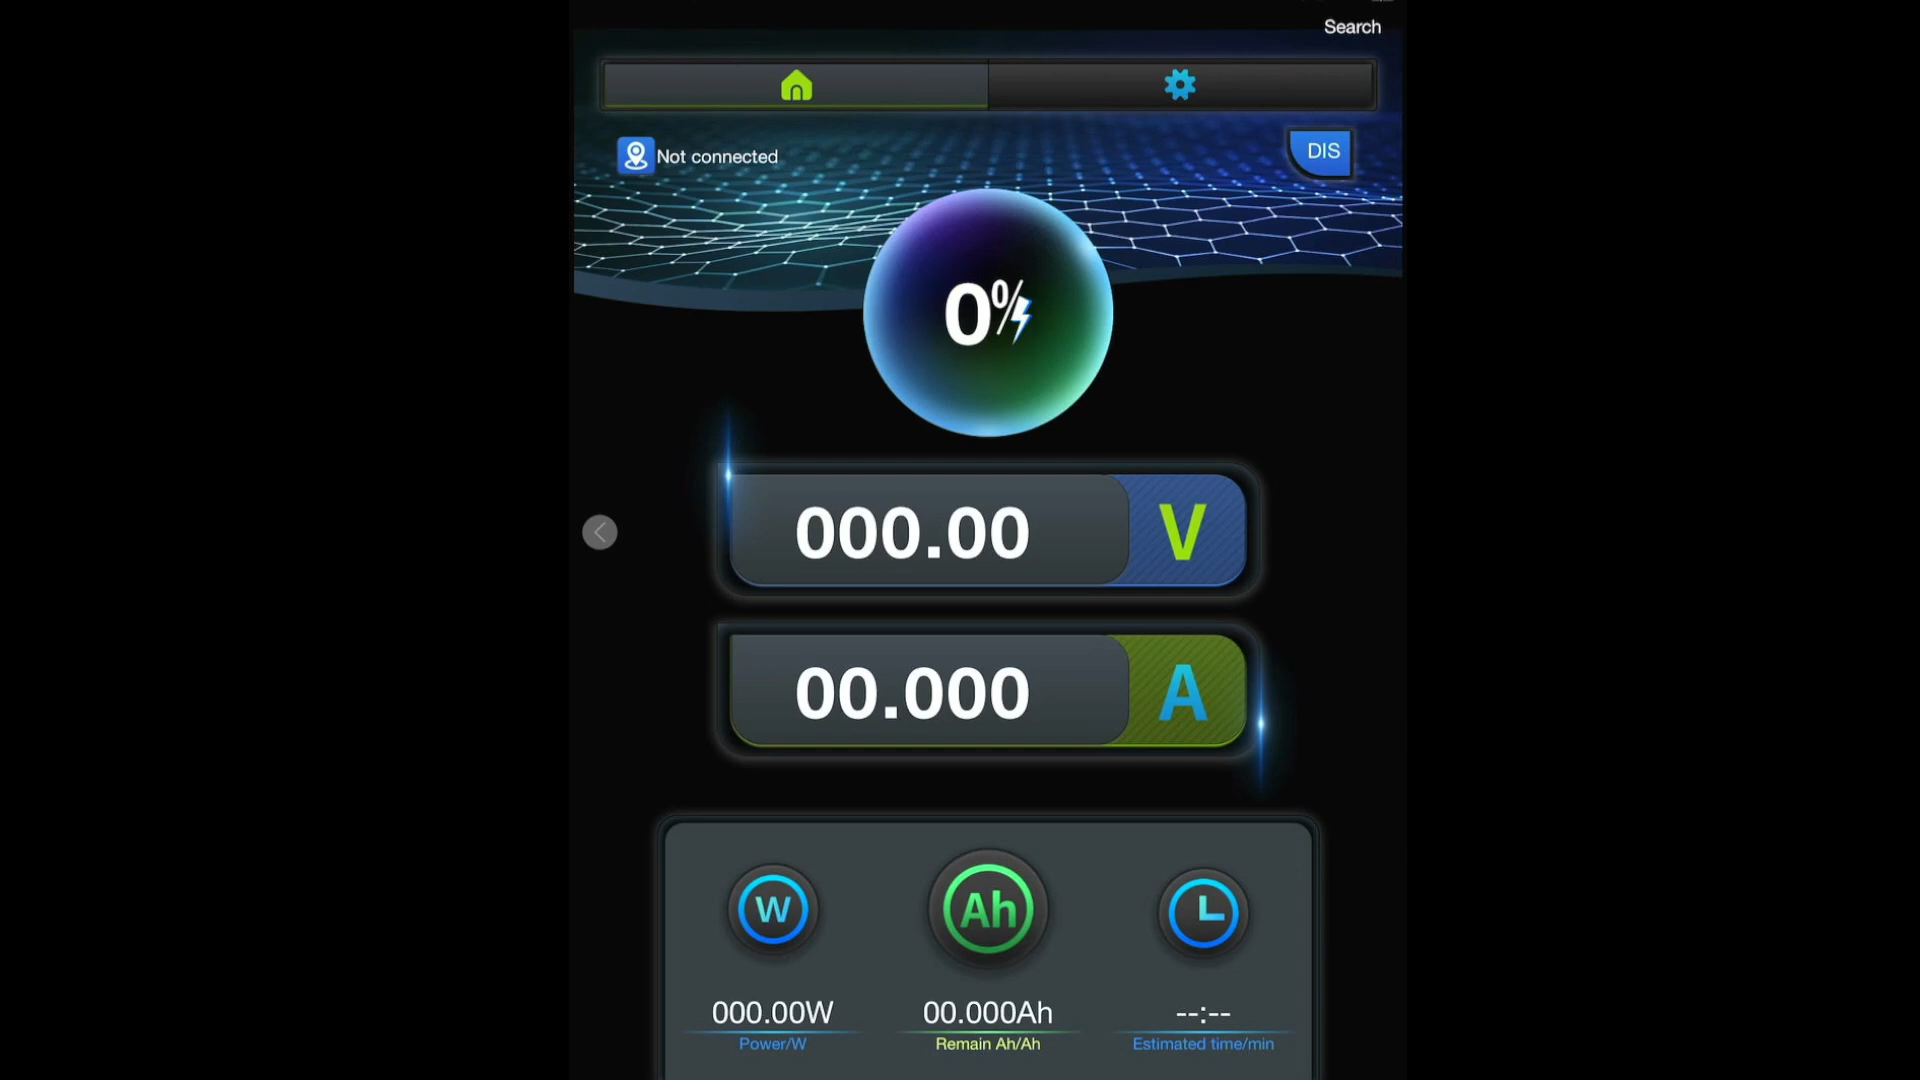 Search
Not connected
DIS
0%
000.00 V
00.000 A
W
Ah
000.00W
00.000Ah
--:--
Power/W
Remain Ah/Ah
Estimated time/min